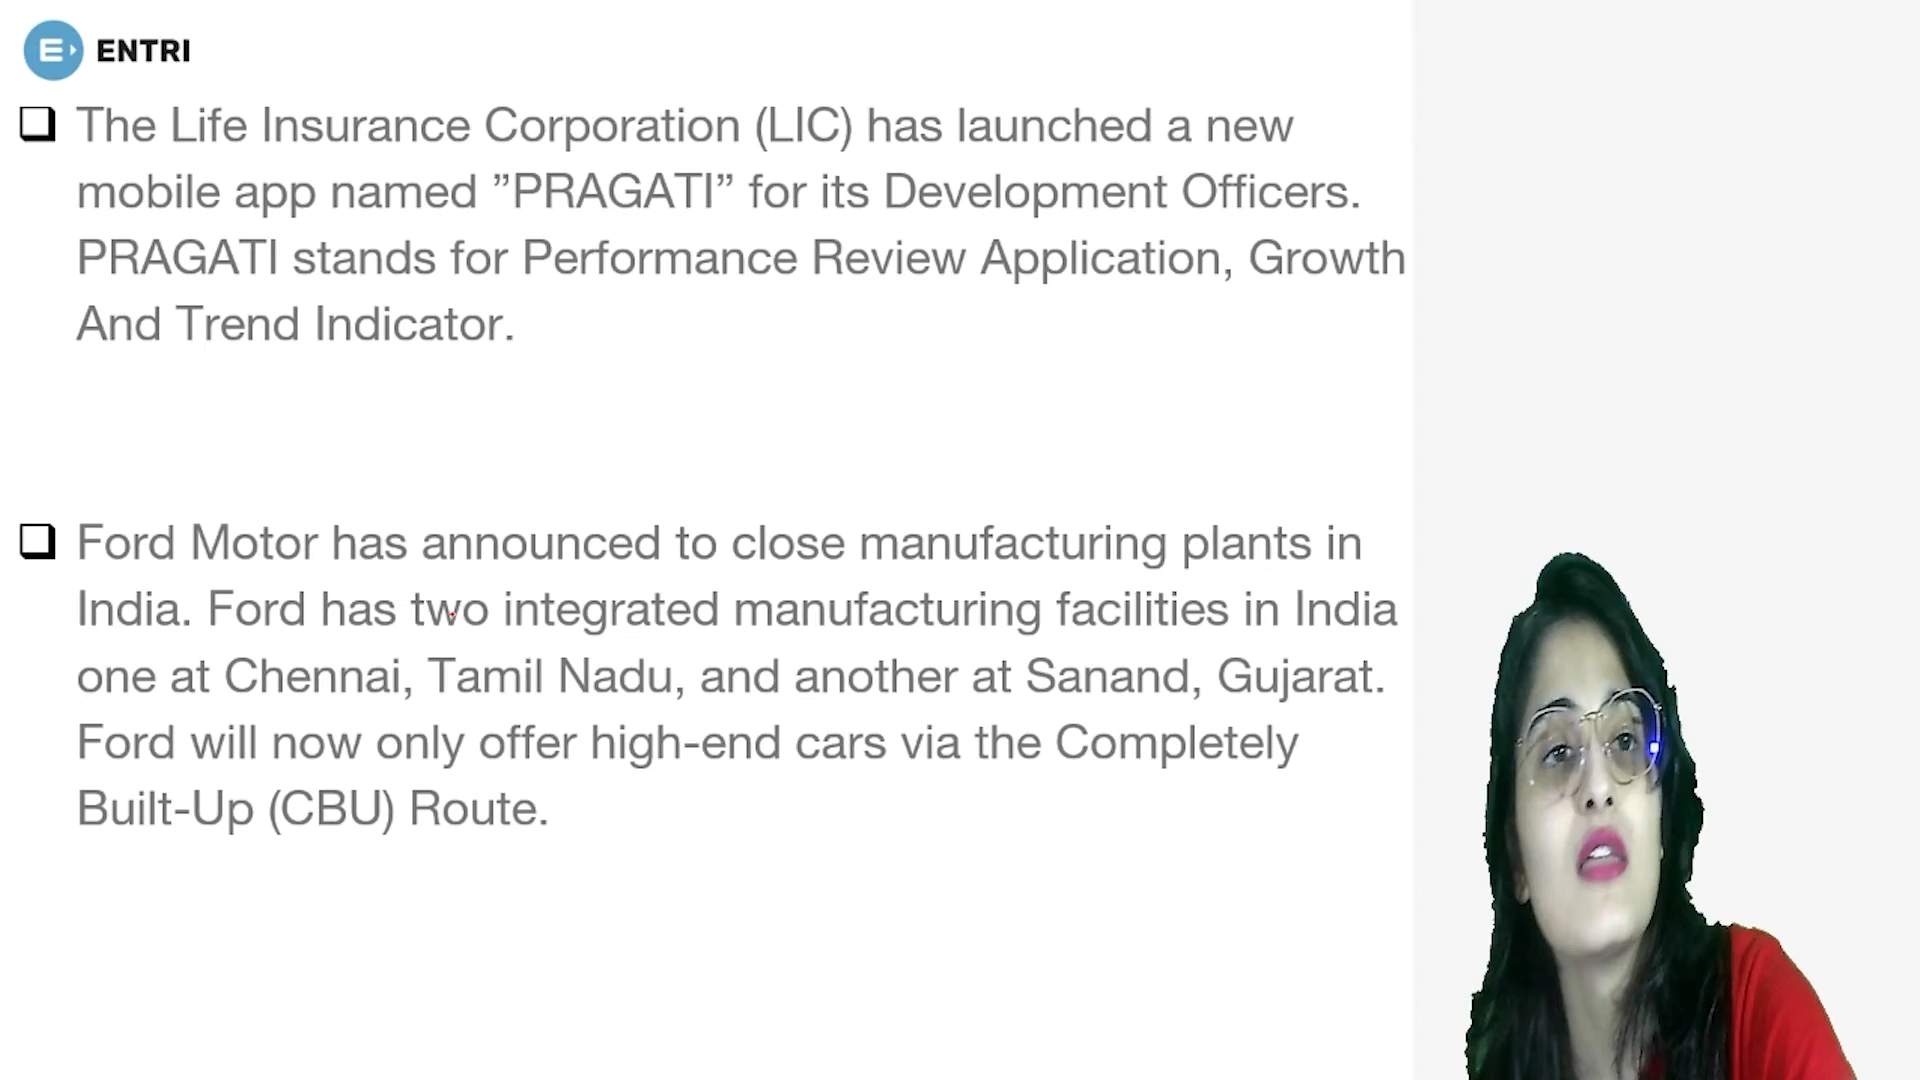 ENTRI
The Life Insurance Corporation (LIC) has launched a new
mobile app named ”PRAGATI” for its Development Officers.
PRAGATI stands for Performance Review Application, Growth
And Trend Indicator.
Ford Motor has announced to close manufacturing plants in
India. Ford has two integrated manufacturing facilities in India
one at Chennai, Tamil Nadu, and another at Sanand, Gujarat.
Ford will now only offer high-end cars via the Completely
Built-Up (CBU) Route.